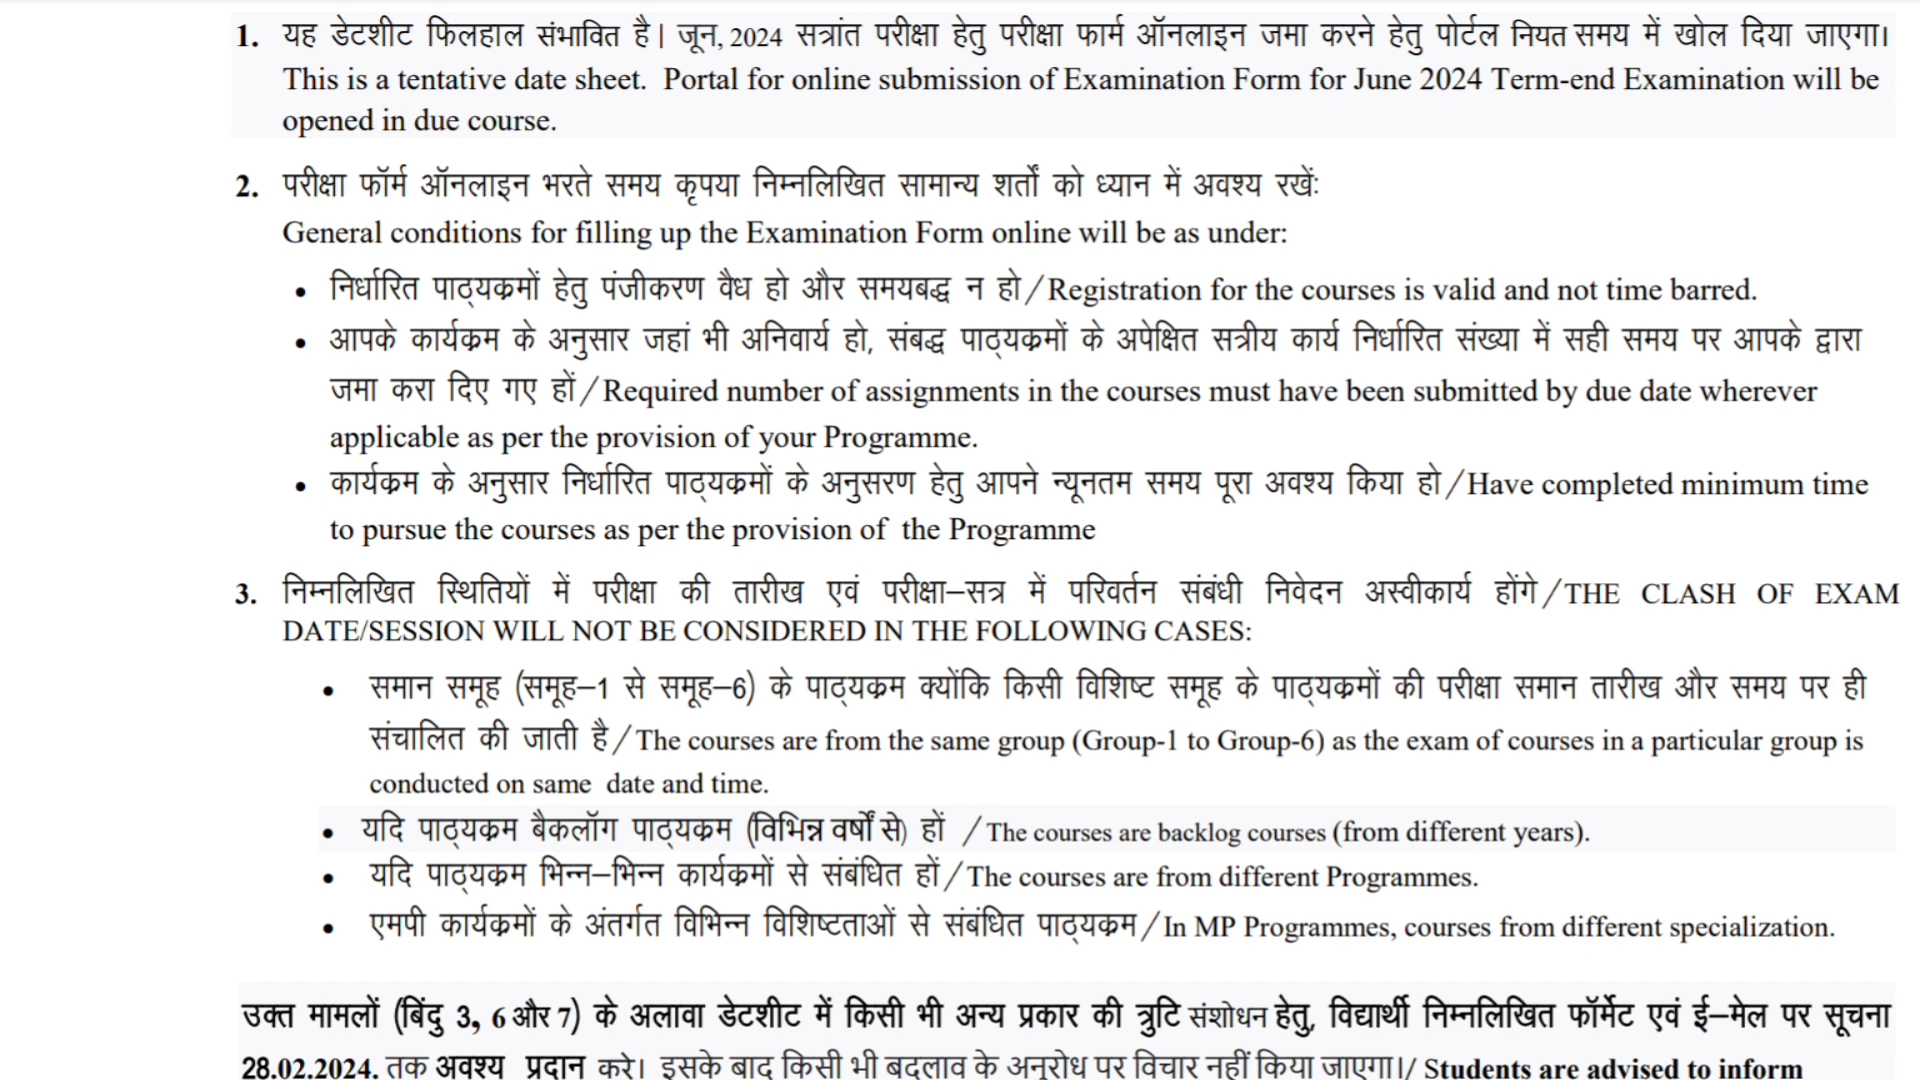 1. यह डेटशीट फिलहाल संभावित है। जून, 2024 सत्रांत परीक्षा हेतु परीक्षा फार्म ऑनलाइन जमा करने हेतु पोर्टल नियत समय में खोल दिया जाएगा।
This is a tentative date sheet. Portal for online submission of Examination Form for June 2024 Term-end Examination will be
opened in due course.
2. परीक्षा फॉर्म ऑनलाइन भरते समय कृपया निम्नलिखित सामान्य शर्तों को ध्यान में अवश्य रखें:
General conditions for filling up the Examination Form online will be as under:
• निर्धारित पाठ्यक्रमों हेतु पंजीकरण वैध हो और समयबद्ध न हो/Registration for the courses is valid and not time barred.
• आपके कार्यक्रम के अनुसार जहां भी अनिवार्य हो, संबद्ध पाठ्यक्रमों के अपेक्षित सत्रीय कार्य निर्धारित संख्या में सही समय पर आपके द्वारा
जमा करा दिए गए हों/Required number of assignments in the courses must have been submitted by due date wherever
applicable as per the provision of your Programme.
• कार्यक्रम के अनुसार निर्धारित पाठ्यक्रमों के अनुसरण हेतु आपने न्यूनतम समय पूरा अवश्य किया हो/Have completed minimum time
to pursue the courses as per the provision of the Programme
3. निम्नलिखित स्थितियों में परीक्षा की तारीख एवं परीक्षा–सत्र में परिवर्तन संबंधी निवेदन अस्वीकार्य होंगे/THE CLASH OF EXAM
DATE/SESSION WILL NOT BE CONSIDERED IN THE FOLLOWING CASES:
• समान समूह (समूह–1 से समूह–6) के पाठ्यक्रम क्योंकि किसी विशिष्ट समूह के पाठ्यक्रमों की परीक्षा समान तारीख और समय पर ही
संचालित की जाती है/The courses are from the same group (Group-1 to Group-6) as the exam of courses in a particular group is
conducted on same date and time.
• यदि पाठ्यक्रम बैकलॉग पाठ्यक्रम (विभिन्न वर्षों से) हों /The courses are backlog courses (from different years).
• यदि पाठ्यक्रम भिन्न–भिन्न कार्यक्रमों से संबंधित हों/The courses are from different Programmes.
• एमपी कार्यक्रमों के अंतर्गत विभिन्न विशिष्टताओं से संबंधित पाठ्यक्रम/In MP Programmes, courses from different specialization.
उक्त मामलों (बिंदु 3, 6 और 7) के अलावा डेटशीट में किसी भी अन्य प्रकार की त्रुटि संशोधन हेतु, विद्यार्थी निम्नलिखित फॉर्मेट एवं ई–मेल पर सूचना
28.02.2024. तक अवश्य प्रदान करे। इसके बाद किसी भी बदलाव के अनुरोध पर विचार नहीं किया जाएगा।/ Students are advised to inform